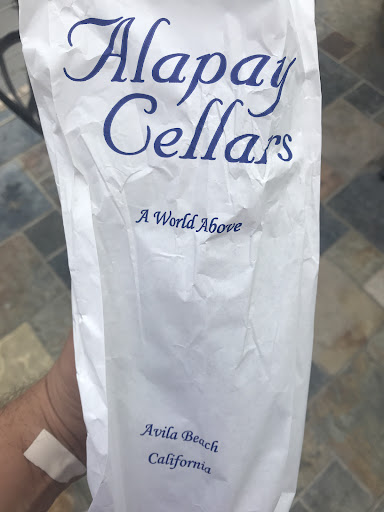 Alapay
Cellars
A World Above
Avila Beach
California